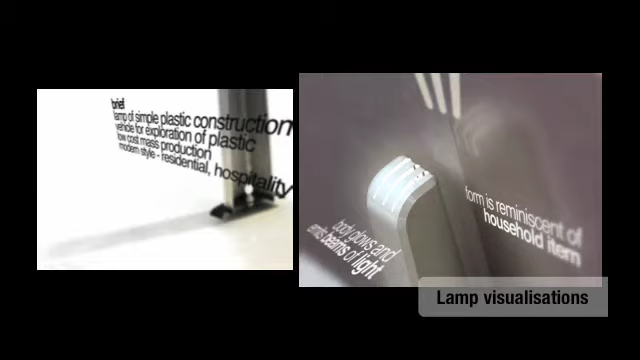 brief
lamp of simple plastic construction
vehicle for exploration of plastic
low cost mass production
modern style - residential, hospitality
form is reminiscent of
household item
body glows and
emits beams of light
Lamp visualisations